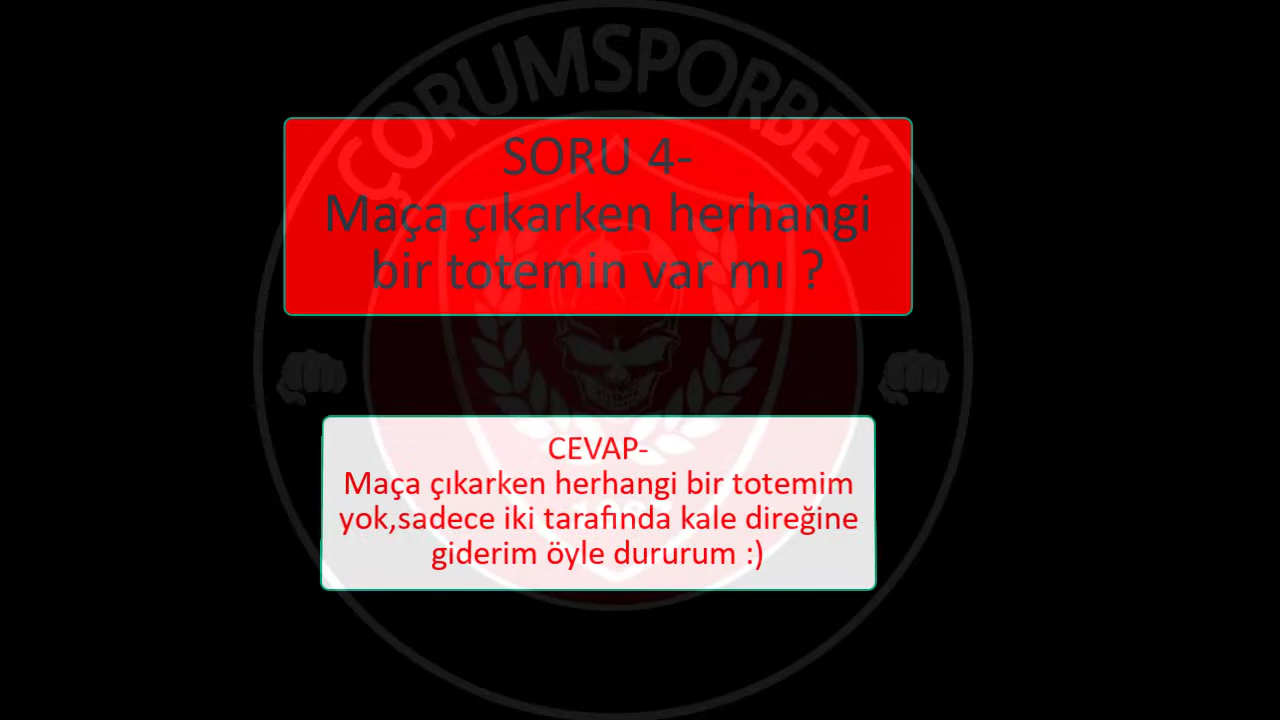 ÇORUMSPORBEY
SORU 4-
Maça çıkarken herhangi
bir totemin var mı ?
CEVAP-
Maça çıkarken herhangi bir totemim
yok,sadece iki tarafında kale direğine
giderim öyle dururum :)